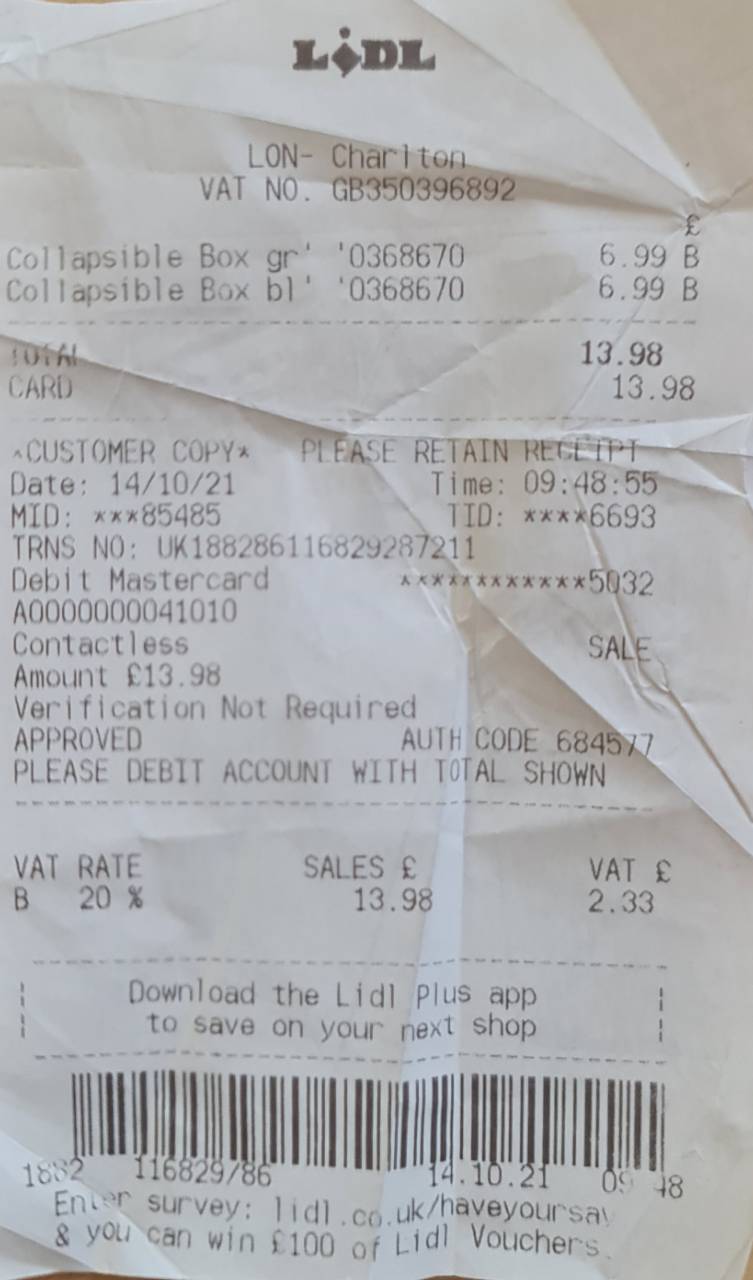 LIDL
LON- Charlton
VAT NO. GB350396892
£
Collapsible Box gr' '0368670 6.99 B
Collapsible Box bl' '0368670 6.99 B
TOTAL 13.98
CARD 13.98
*CUSTOMER COPY* PLEASE RETAIN RECEIPT
Date: 14/10/21 Time: 09:48:55
MID: ***85485 TID: ****6693
TRNS NO: UK188286116829287211
Debit Mastercard ************5032
A0000000041010
Contactless SALE
Amount £13.98
Verification Not Required
APPROVED AUTH CODE 684577
PLEASE DEBIT ACCOUNT WITH TOTAL SHOWN
VAT RATE SALES £ VAT £
B 20 % 13.98 2.33
Download the Lidl Plus app
to save on your next shop
1882 116829/86 14.10.21 09 48
Enter survey: lidl.co.uk/haveyoursay
& you can win £100 of Lidl Vouchers.